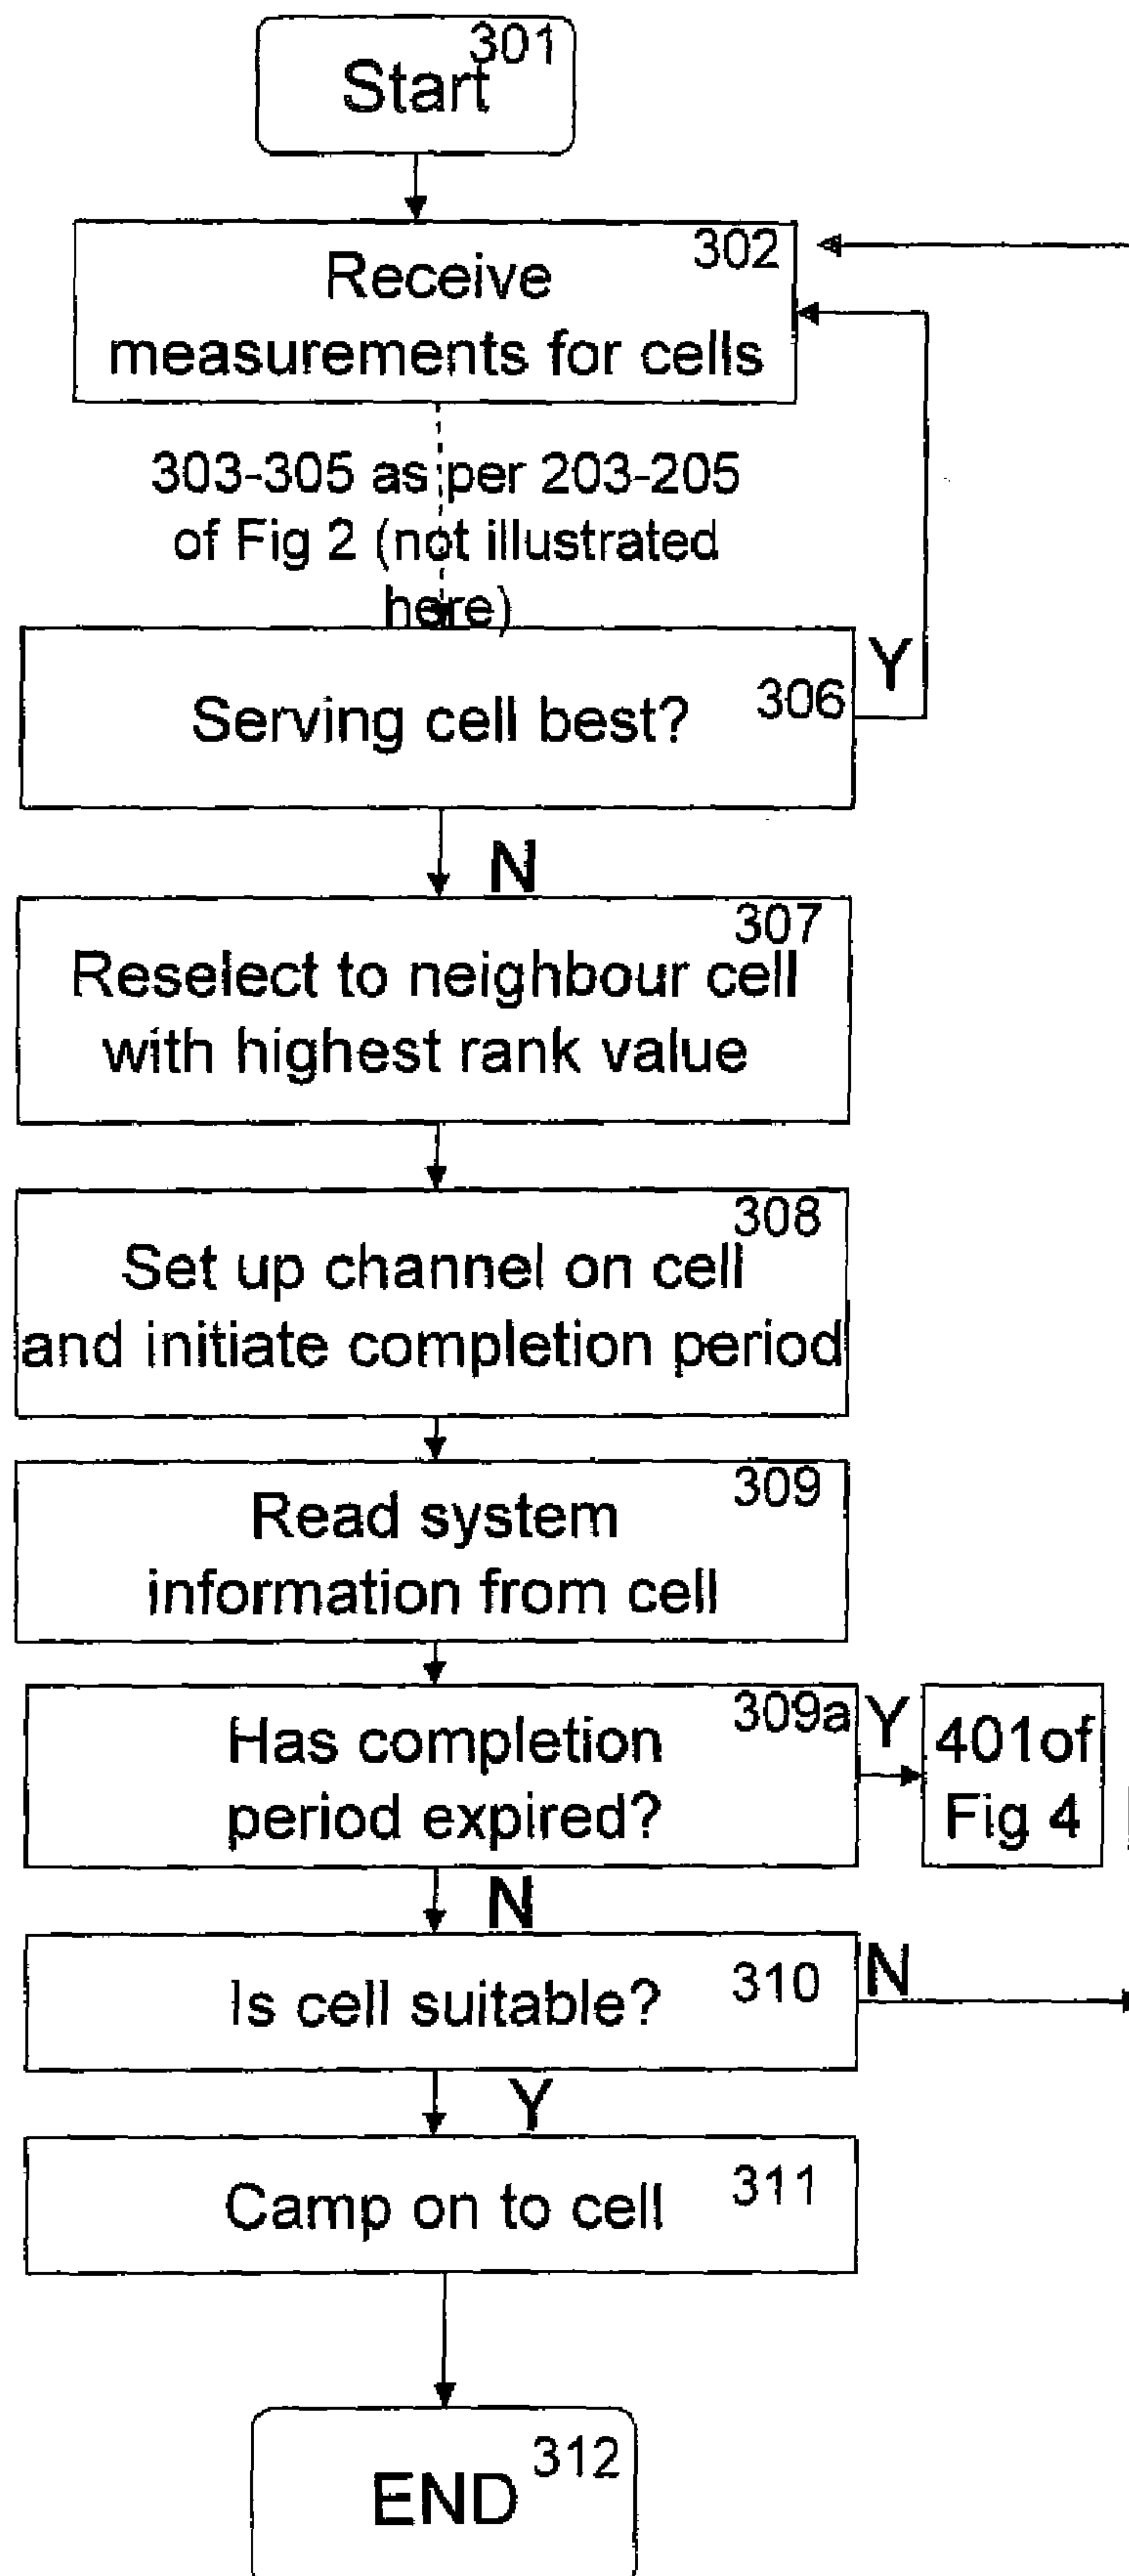 301
Start
302
Receive
measurements for cells
303-305 as per 203-205
of Fig 2 (not illustrated
here)
Serving cell best?
306
Y
N
307
Reselect to neighbour cell
with highest rank value
308
Set up channel on cell
and initiate completion period
309
Read system
information from cell
309a
Has completion
period expired?
Y
401of
Fig 4
N
Is cell suitable?
310
N
Y
Camp on to cell
311
END
312